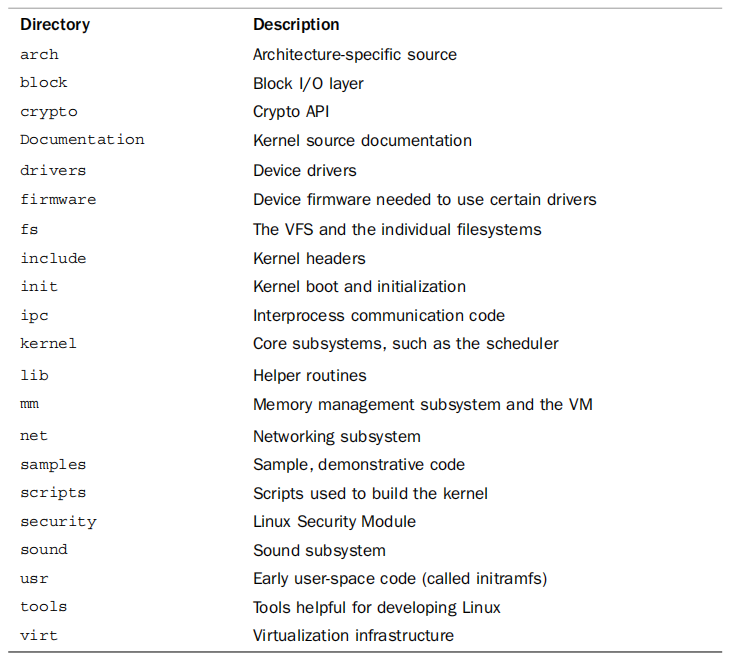 Directory Description
arch Architecture-specific source
block Block I/O layer
crypto Crypto API
Documentation Kernel source documentation
drivers Device drivers
firmware Device firmware needed to use certain drivers
fs The VFS and the individual filesystems
include Kernel headers
init Kernel boot and initialization
ipc Interprocess communication code
kernel Core subsystems, such as the scheduler
lib Helper routines
mm Memory management subsystem and the VM
net Networking subsystem
samples Sample, demonstrative code
scripts Scripts used to build the kernel
security Linux Security Module
sound Sound subsystem
usr Early user-space code (called initramfs)
tools Tools helpful for developing Linux
virt Virtualization infrastructure